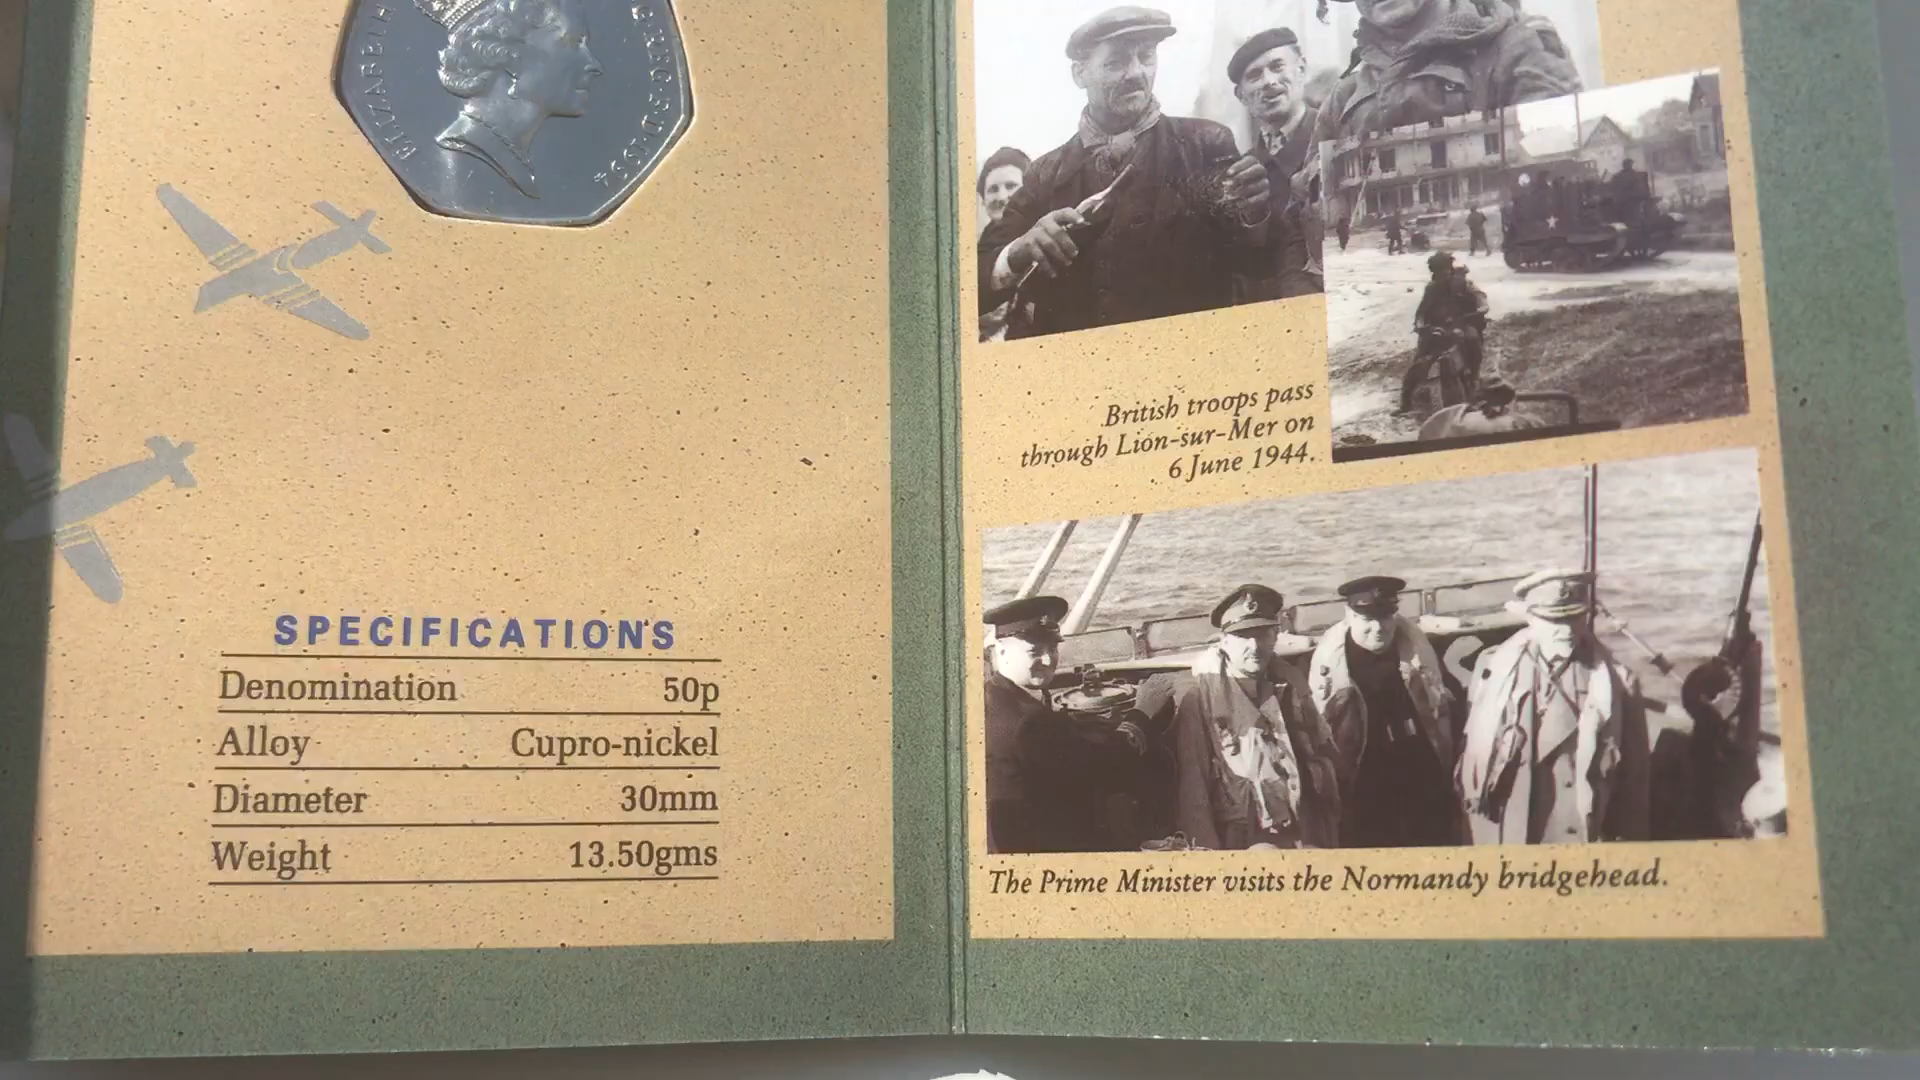 ELIZABETH
D·G·REG·F·D·1994
SPECIFICATIONS
Denomination 50p
Alloy Cupro-nickel
Diameter 30mm
Weight 13.50gms
British troops pass
through Lion-sur-Mer on
6 June 1944.
The Prime Minister visits the Normandy bridgehead.